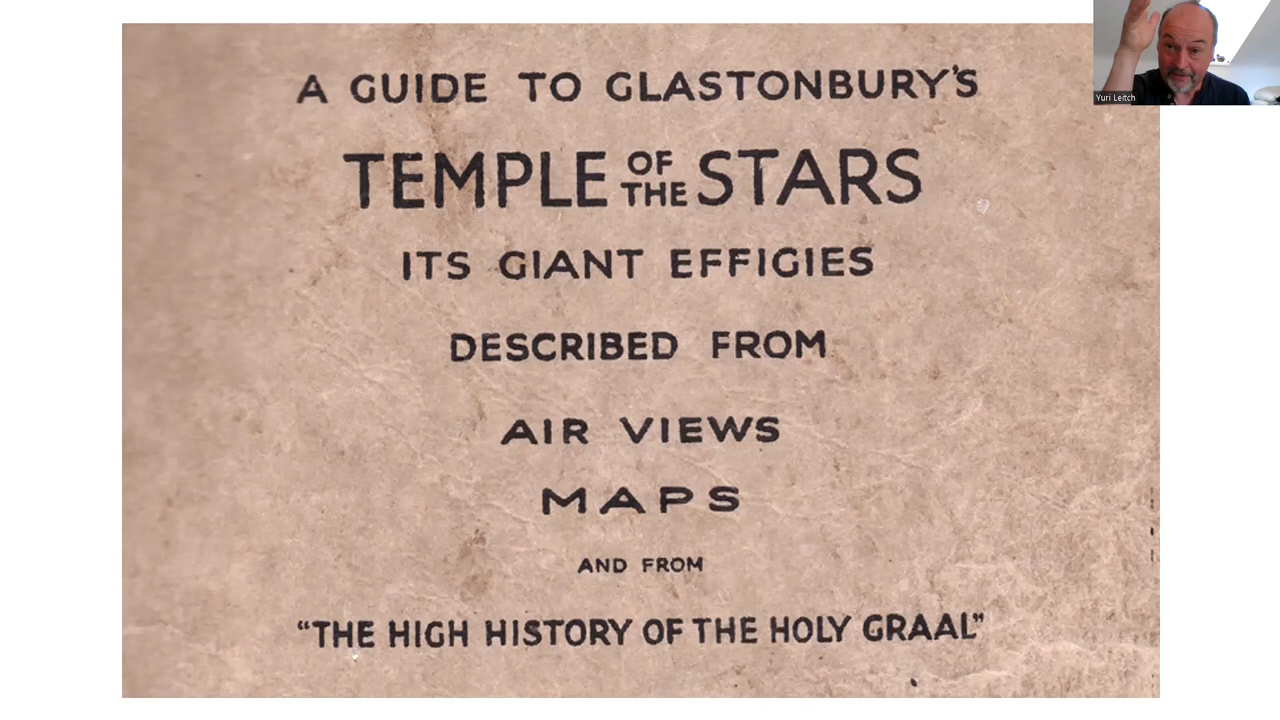 A GUIDE TO GLASTONBURY'S
TEMPLE OF THE STARS
ITS GIANT EFFIGIES
DESCRIBED FROM
AIR VIEWS
MAPS
AND FROM
“THE HIGH HISTORY OF THE HOLY GRAAL”
Yuri Leitch